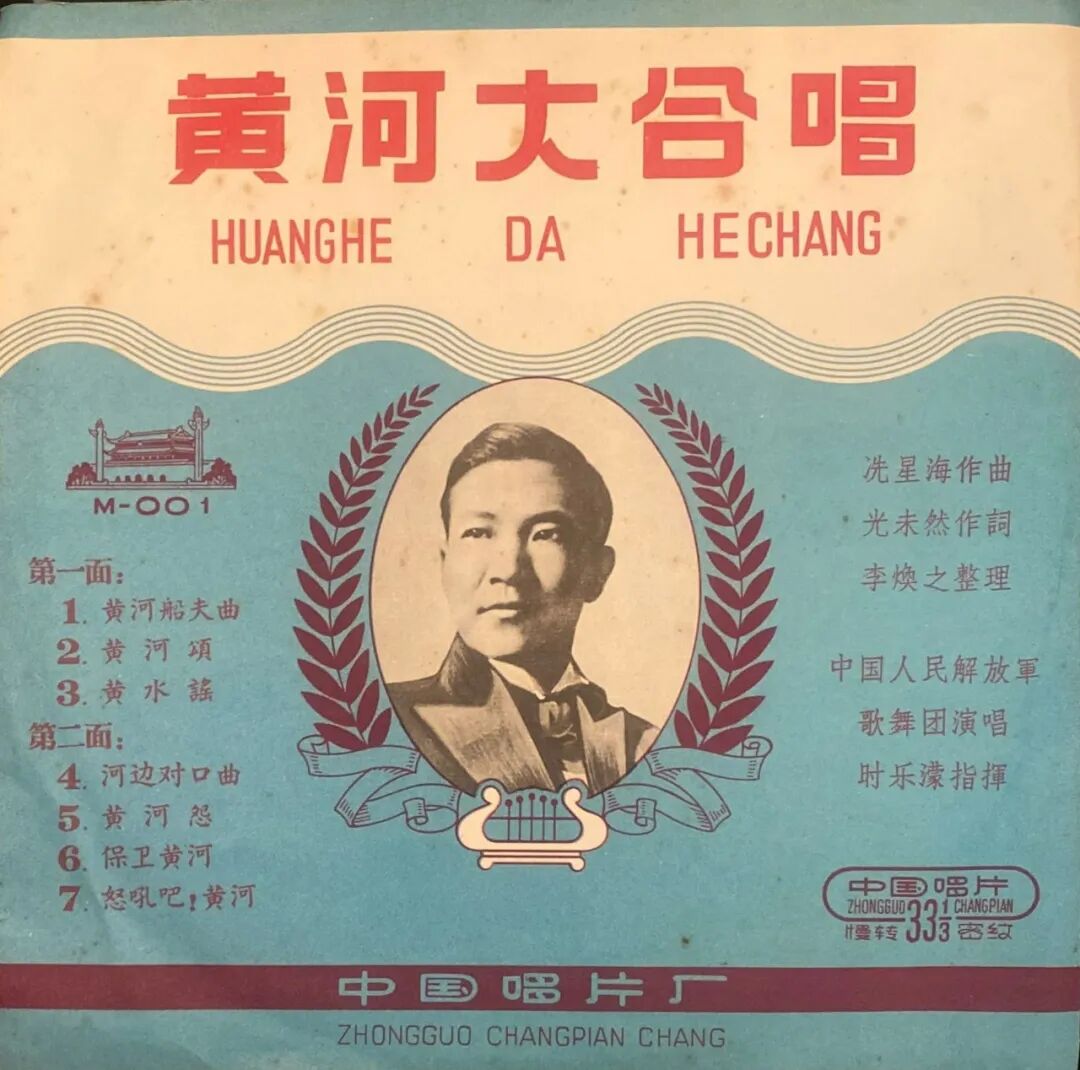 黄河大合唱
HUANGHE DA HECHANG
M-001
第一面:
1. 黄河船夫曲
2. 黄河頌
3. 黄水謠
第二面:
4. 河边对口曲
5. 黄河怨
6. 保卫黄河
7. 怒吼吧!黄河
冼星海作曲
光未然作詞
李煥之整理
中国人民解放軍
歌舞团演唱
时乐濛指揮
中国唱片
ZHONGGUO CHANGPIAN
慢转 33 1/3 密纹
中国唱片厂
ZHONGGUO CHANGPIAN CHANG